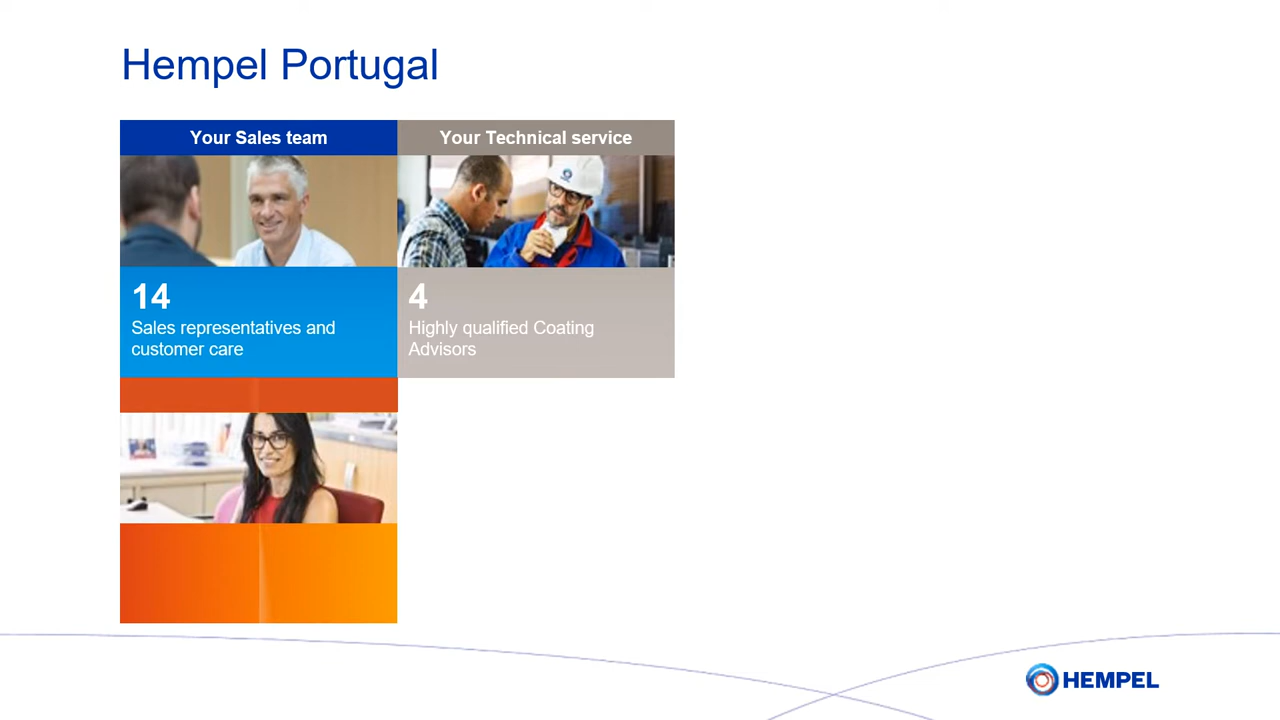 Hempel Portugal
Your Sales team
Your Technical service
14
Sales representatives and
customer care
4
Highly qualified Coating
Advisors
HEMPEL